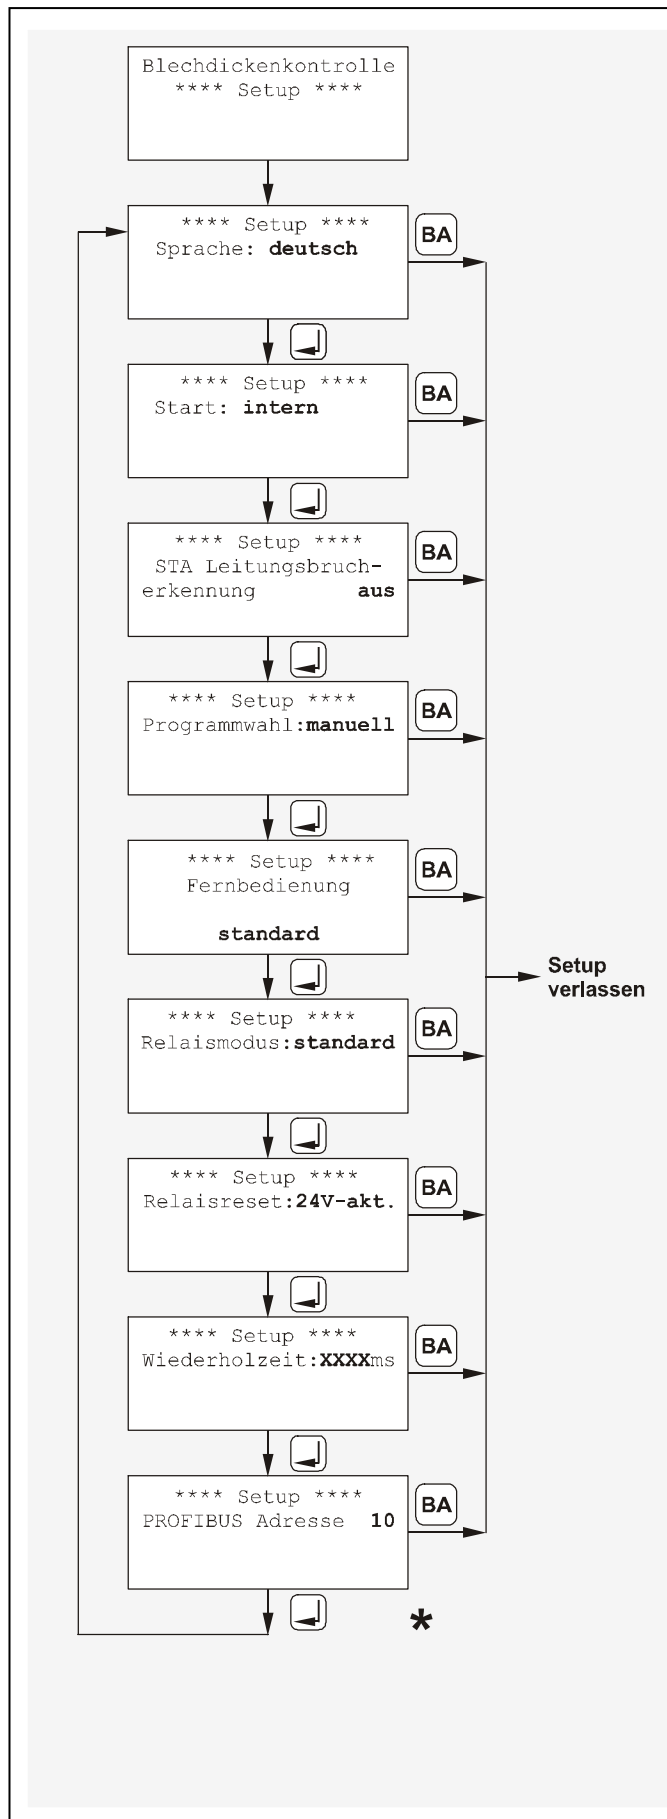 Blechdickenkontrolle
**** Setup ****
**** Setup ****
Sprache: deutsch
BA
**** Setup ****
Start: intern
BA
**** Setup ****
STA Leitungsbruch-
erkennung aus
BA
**** Setup ****
Programmwahl:manuell
BA
**** Setup ****
Fernbedienung
standard
BA
Setup
verlassen
**** Setup ****
Relaismodus:standard
BA
**** Setup ****
Relaisreset:24V-akt.
BA
**** Setup ****
Wiederholzeit:XXXXms
BA
**** Setup ****
PROFIBUS Adresse 10
BA
*